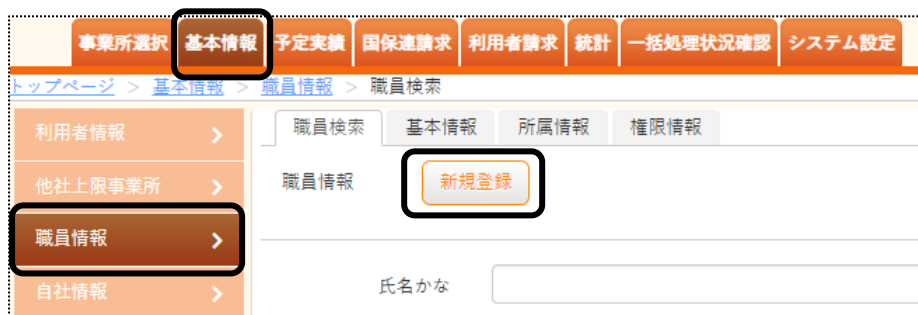 事業所選択 基本情報 予定実績 国保連請求 利用者請求 統計 一括処理状況確認 システム設定
トップページ > 基本情報 > 職員情報 > 職員検索
利用者情報
他社上限事業所
職員情報
自社情報
職員検索 基本情報 所属情報 権限情報
職員情報 新規登録
氏名かな